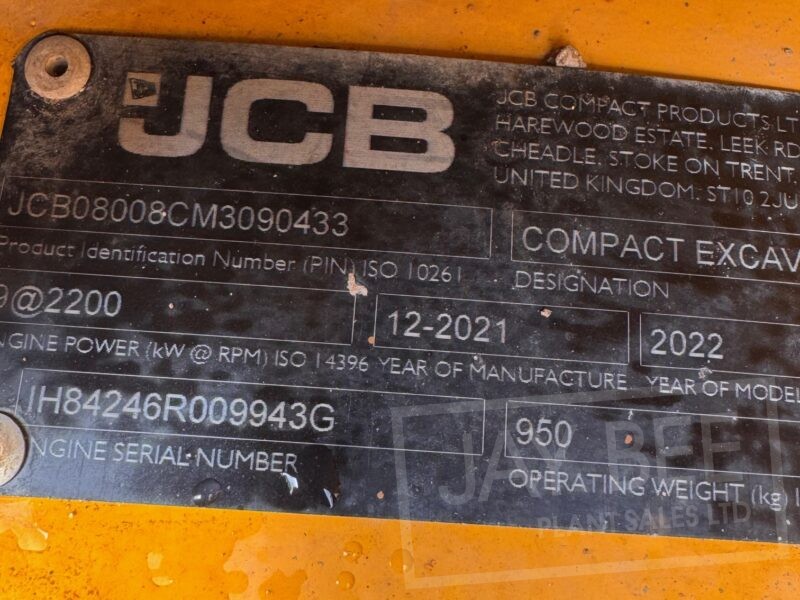 JCB
JCB COMPACT PRODUCTS LT
HAREWOOD ESTATE, LEEK RD
CHEADLE, STOKE ON TRENT,
UNITED KINGDOM. ST10 2JU
JCB08008CM3090433
Product Identification Number (PIN) ISO 10261
COMPACT EXCAV
DESIGNATION
9@2200
NGINE POWER (kW @ RPM) ISO 14396
12-2021
YEAR OF MANUFACTURE
2022
YEAR OF MODEL
IH84246R009943G
NGINE SERIAL NUMBER
950
OPERATING WEIGHT (kg) I
JAY BEE
PLANT SALES LTD